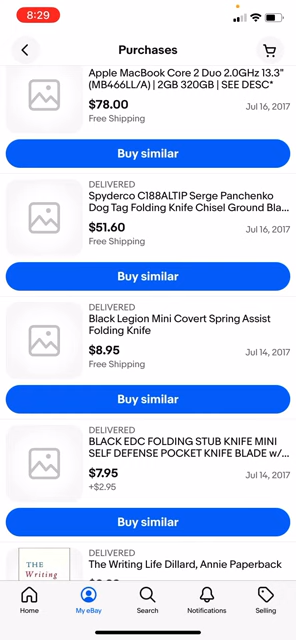 8:29
Purchases
Apple MacBook Core 2 Duo 2.0GHz 13.3"
(MB466LL/A) | 2GB 320GB | SEE DESC*
$78.00
Jul 16, 2017
Free Shipping
Buy similar
DELIVERED
Spyderco C188ALTIP Serge Panchenko
Dog Tag Folding Knife Chisel Ground Bla...
$51.60
Jul 16, 2017
Free Shipping
Buy similar
DELIVERED
Black Legion Mini Covert Spring Assist
Folding Knife
$8.95
Jul 14, 2017
Free Shipping
Buy similar
DELIVERED
BLACK EDC FOLDING STUB KNIFE MINI
SELF DEFENSE POCKET KNIFE BLADE w/...
$7.95
Jul 14, 2017
+$2.95
Buy similar
DELIVERED
THE
Writing
The Writing Life Dillard, Annie Paperback
Home
My eBay
Search
Notifications
Selling